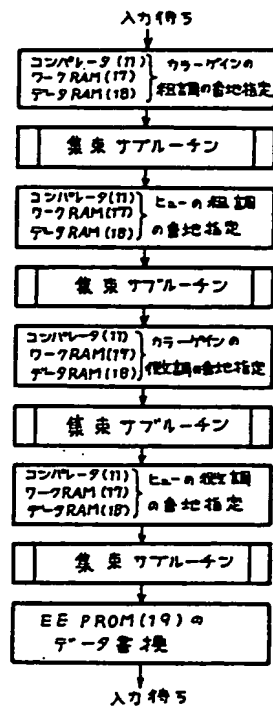 入力待ち
コンパレータ(11)
ワークRAM(17)
データRAM(18)
カラーゲインの
粗調の番地指定
集束サブルーチン
コンパレータ(11)
ワークRAM(17)
データRAM(18)
ヒューの粗調
の番地指定
集束サブルーチン
コンパレータ(11)
ワークRAM(17)
データRAM(18)
カラーゲインの
微調の番地指定
集束サブルーチン
コンパレータ(11)
ワークRAM(17)
データRAM(18)
ヒューの微調
の番地指定
集束サブルーチン
EE PROM(19)の
データ書換
入力待ち